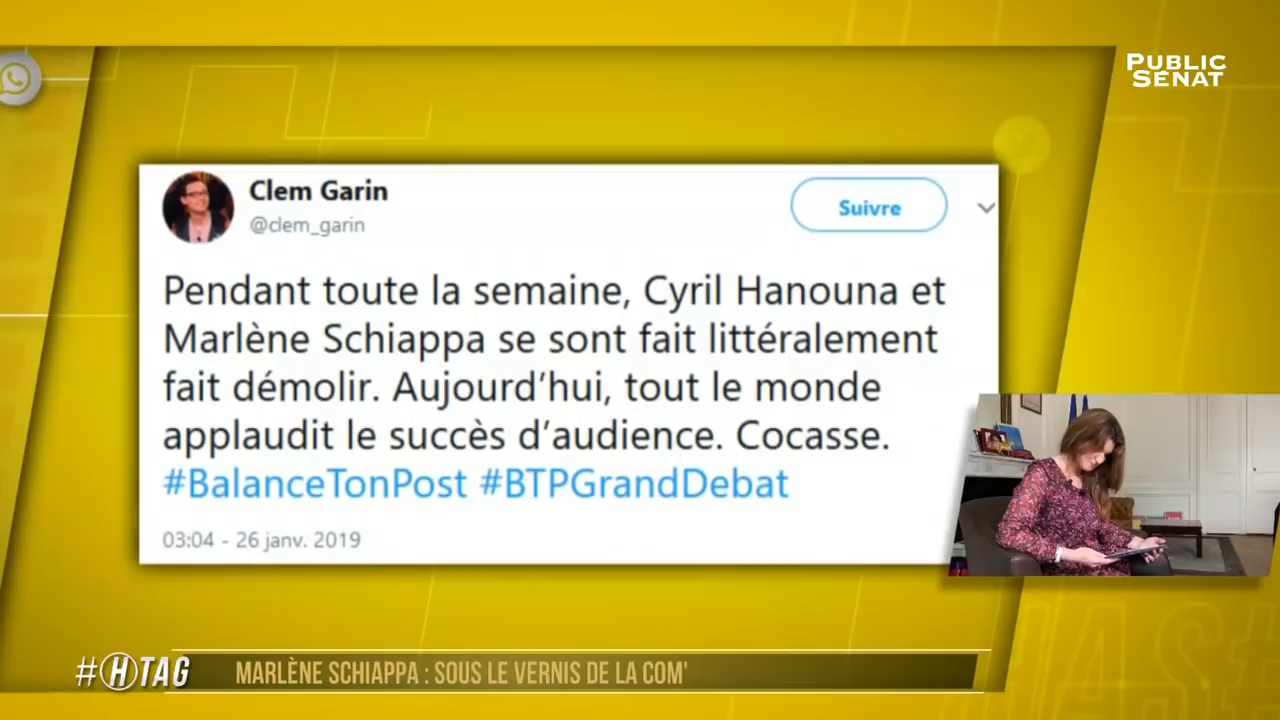 PUBLIC
SÉNAT
Clem Garin
@clem_garin
Suivre
Pendant toute la semaine, Cyril Hanouna et
Marlène Schiappa se sont fait littéralement
fait démolir. Aujourd’hui, tout le monde
applaudit le succès d’audience. Cocasse.
#BalanceTonPost #BTPGrandDebat
03:04 - 26 janv. 2019
#HTAG
MARLÈNE SCHIAPPA : SOUS LE VERNIS DE LA COM'